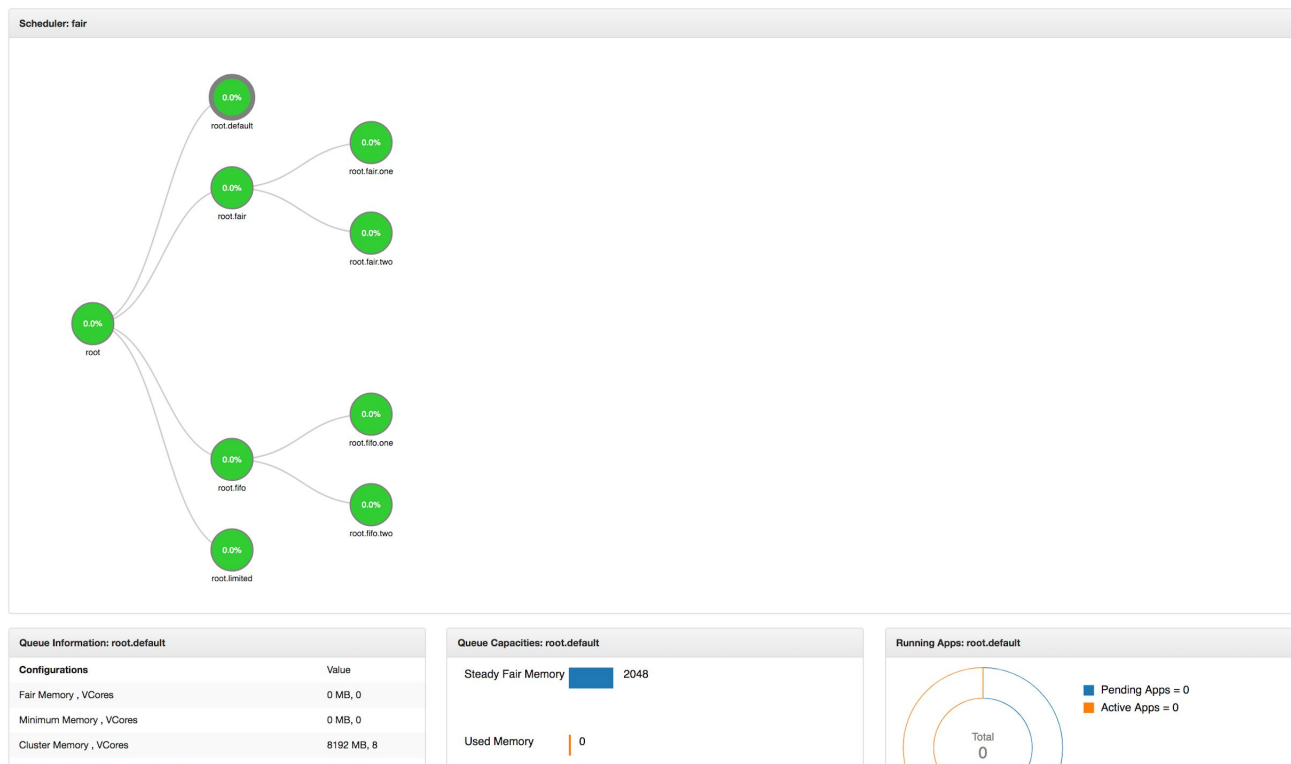 Scheduler: fair
0.0%
root.default
0.0%
root.fair.one
0.0%
root.fair
0.0%
root.fair.two
0.0%
root
0.0%
root.fifo.one
0.0%
root.fifo
0.0%
root.fifo.two
0.0%
root.limited
Queue Information: root.default
Configurations Value
Fair Memory , VCores 0 MB, 0
Minimum Memory , VCores 0 MB, 0
Cluster Memory , VCores 8192 MB, 8
Queue Capacities: root.default
Steady Fair Memory 2048
Used Memory 0
Running Apps: root.default
Pending Apps = 0
Active Apps = 0
Total
0